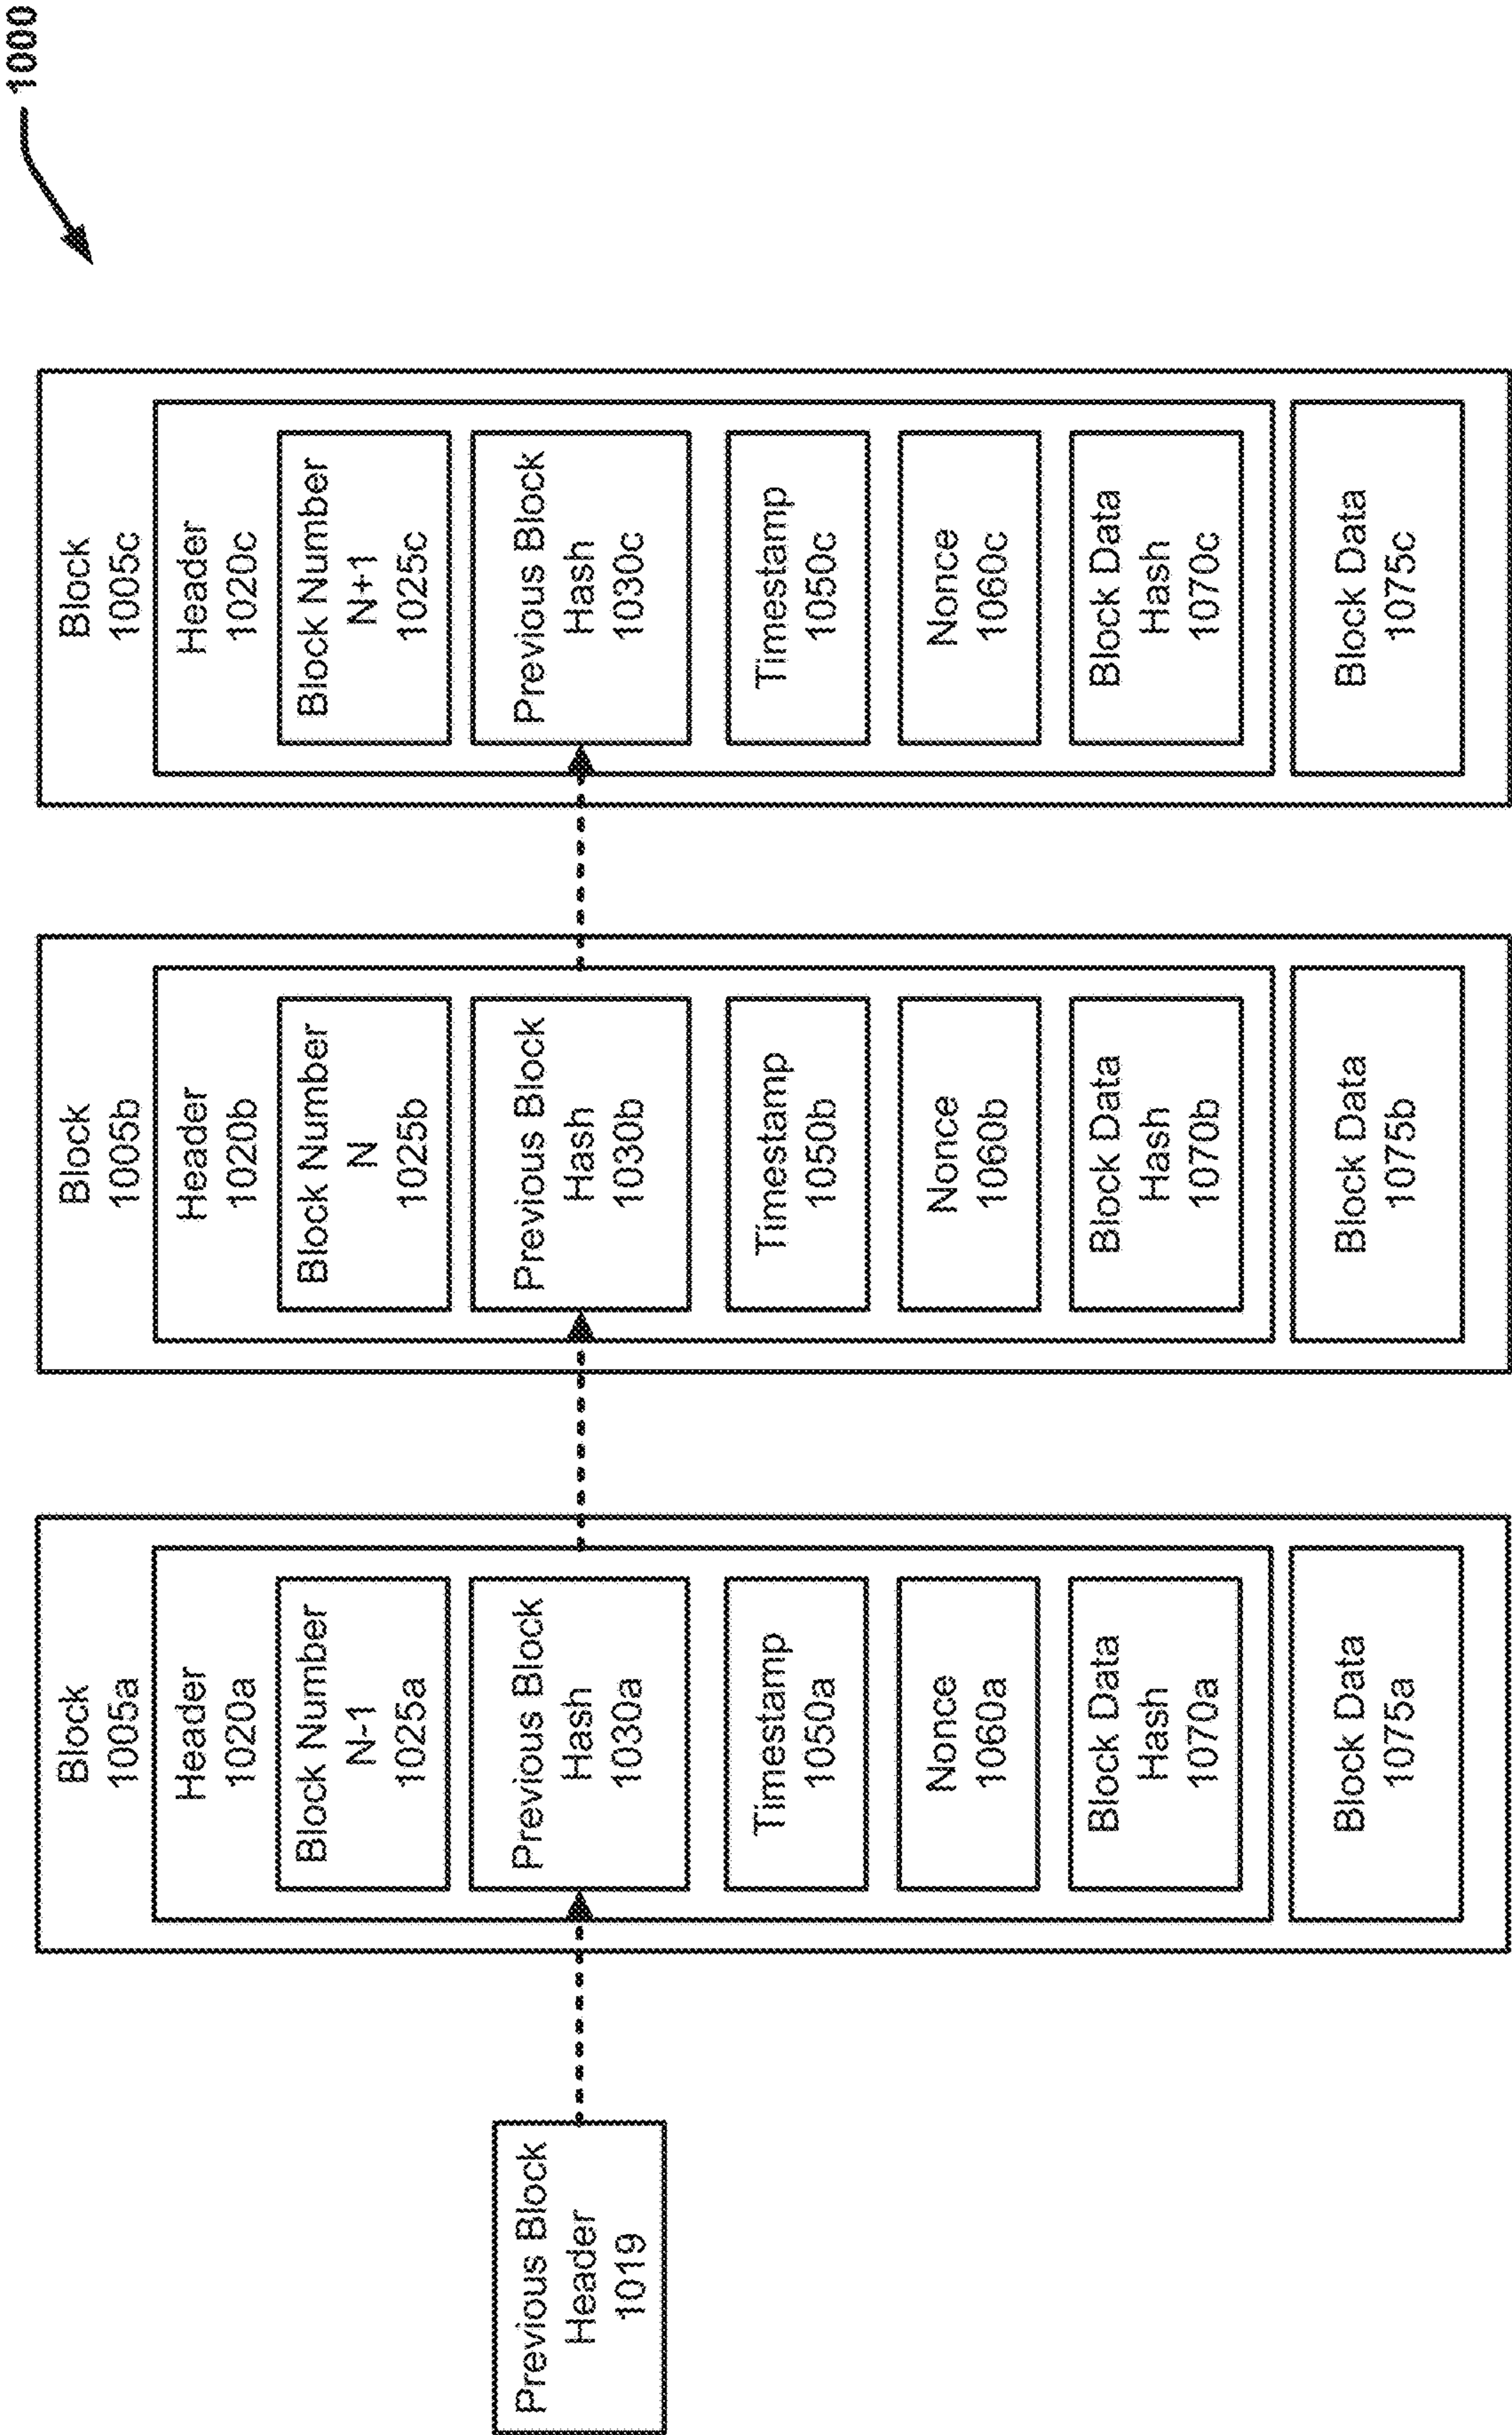 1000
Previous Block
Header
1019
Block
1005a
Header
1020a
Block Number
N-1
1025a
Previous Block
Hash
1030a
Timestamp
1050a
Nonce
1060a
Block Data
Hash
1070a
Block Data
1075a
Block
1005b
Header
1020b
Block Number
N
1025b
Previous Block
Hash
1030b
Timestamp
1050b
Nonce
1060b
Block Data
Hash
1070b
Block Data
1075b
Block
1005c
Header
1020c
Block Number
N+1
1025c
Previous Block
Hash
1030c
Timestamp
1050c
Nonce
1060c
Block Data
Hash
1070c
Block Data
1075c